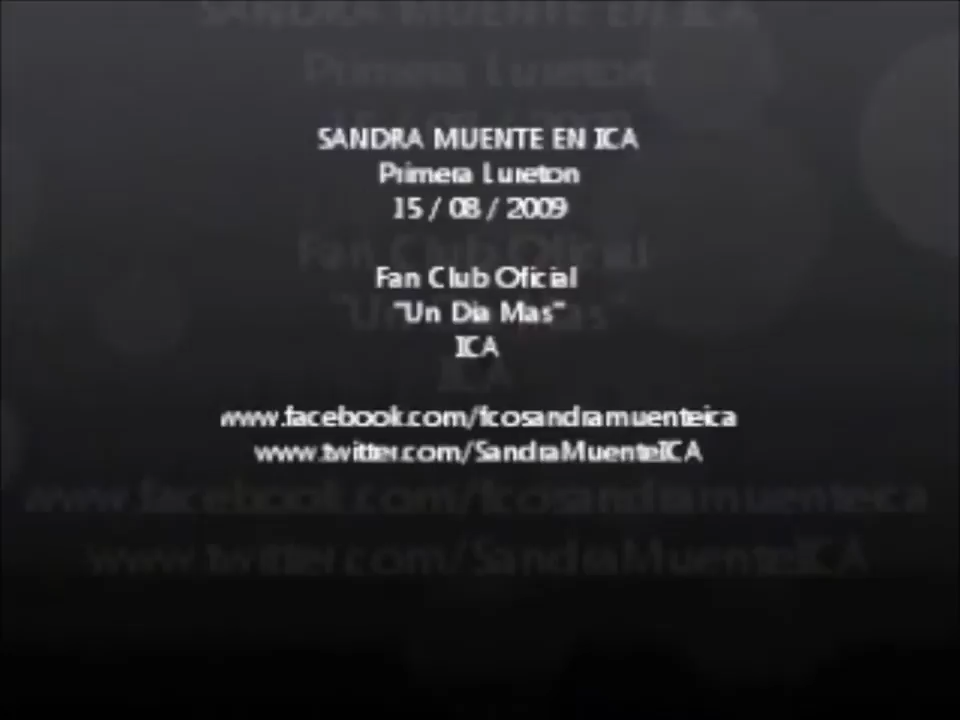 SANDRA MUENTE EN ICA
Primera Lureton
15 / 08 / 2009
Fan Club Oficial
"Un Dia Mas"
ICA
www.facebook.com/fcosandramuenteica
www.twitter.com/SandraMuenteICA